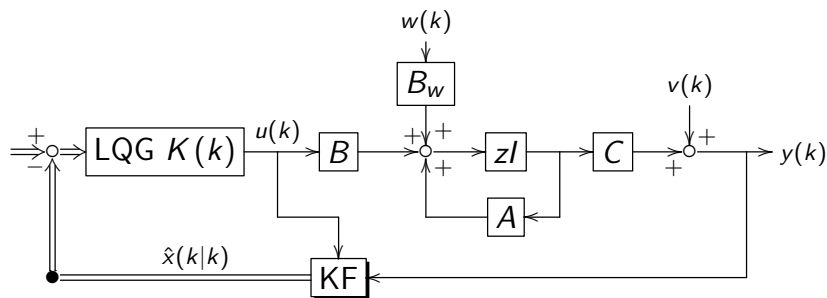 w(k)
B_w
v(k)
+
LQG K(k)
u(k)
B
+
+
zI
C
+
y(k)
−
+
+
A
x̂(k|k)
KF